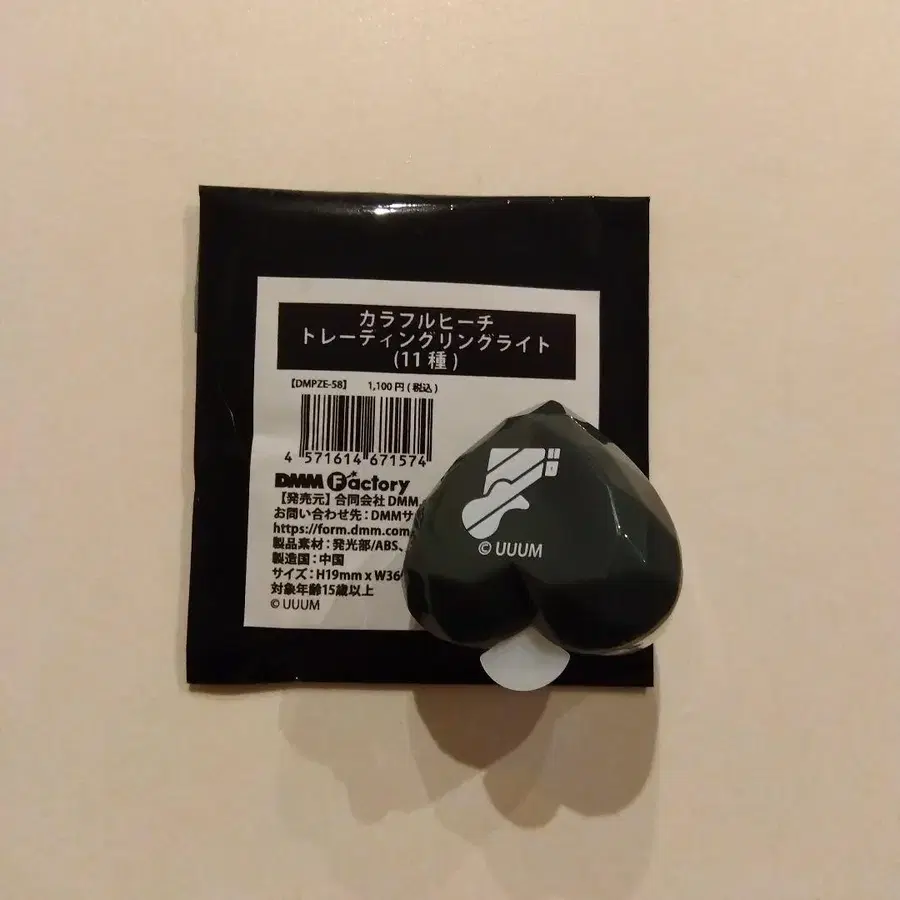 カラフルピーチ
トレーディングリングライト
(11種)
【DMPZE-58】 1,100円(税込)
4 571614 671574
DMM Factory
【発売元】合同会社DMM
お問い合わせ先：DMMサ
https://form.dmm.com
製品素材：発光部/ABS、
製造国：中国
サイズ：H19mm x W36
対象年齢15歳以上
© UUUM
© UUUM